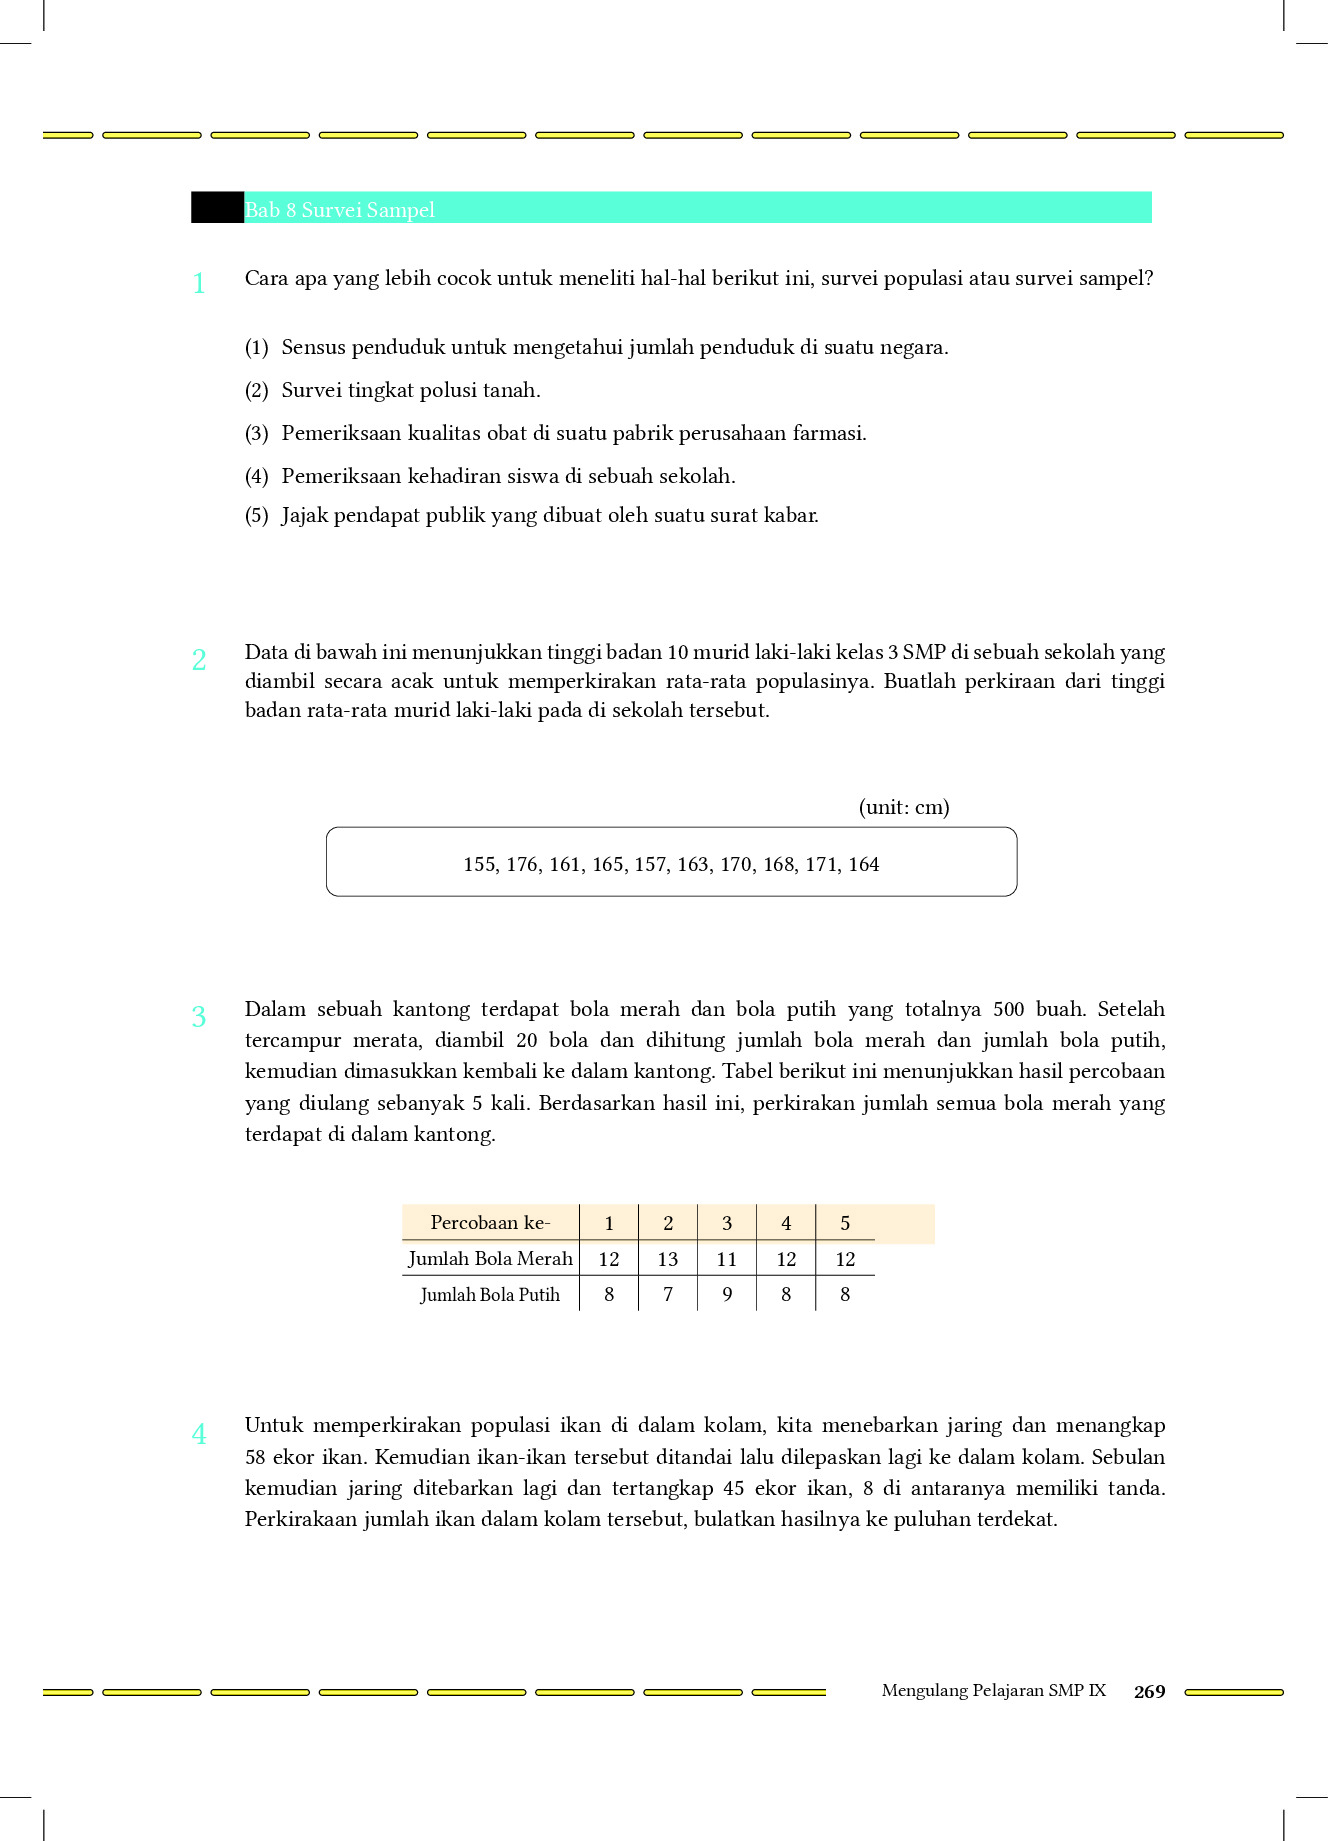 Bab 8 Survei Sampel
1 Cara apa yang lebih cocok untuk meneliti hal-hal berikut ini, survei populasi atau survei sampel?
(1) Sensus penduduk untuk mengetahui jumlah penduduk di suatu negara.
(2) Survei tingkat polusi tanah.
(3) Pemeriksaan kualitas obat di suatu pabrik perusahaan farmasi.
(4) Pemeriksaan kehadiran siswa di sebuah sekolah.
(5) Jajak pendapat publik yang dibuat oleh suatu surat kabar.
2 Data di bawah ini menunjukkan tinggi badan 10 murid laki-laki kelas 3 SMP di sebuah sekolah yang
diambil secara acak untuk memperkirakan rata-rata populasinya. Buatlah perkiraan dari tinggi
badan rata-rata murid laki-laki pada di sekolah tersebut.
(unit: cm)
155, 176, 161, 165, 157, 163, 170, 168, 171, 164
3 Dalam sebuah kantong terdapat bola merah dan bola putih yang totalnya 500 buah. Setelah
tercampur merata, diambil 20 bola dan dihitung jumlah bola merah dan jumlah bola putih,
kemudian dimasukkan kembali ke dalam kantong. Tabel berikut ini menunjukkan hasil percobaan
yang diulang sebanyak 5 kali. Berdasarkan hasil ini, perkirakan jumlah semua bola merah yang
terdapat di dalam kantong.
Percobaan ke- 1 2 3 4 5
Jumlah Bola Merah 12 13 11 12 12
Jumlah Bola Putih 8 7 9 8 8
4 Untuk memperkirakan populasi ikan di dalam kolam, kita menebarkan jaring dan menangkap
58 ekor ikan. Kemudian ikan-ikan tersebut ditandai lalu dilepaskan lagi ke dalam kolam. Sebulan
kemudian jaring ditebarkan lagi dan tertangkap 45 ekor ikan, 8 di antaranya memiliki tanda.
Perkirakaan jumlah ikan dalam kolam tersebut, bulatkan hasilnya ke puluhan terdekat.
Mengulang Pelajaran SMP IX 269